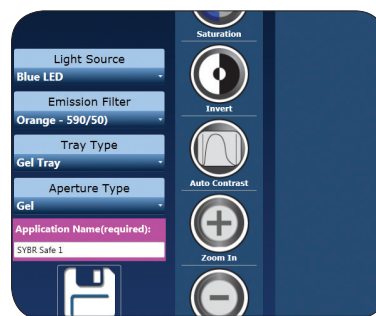 Light Source
Blue LED
Emission Filter
Orange - 590/50)
Tray Type
Gel Tray
Aperture Type
Gel
Application Name(required):
SYBR Safe 1
Saturation
Invert
Auto Contrast
Zoom In